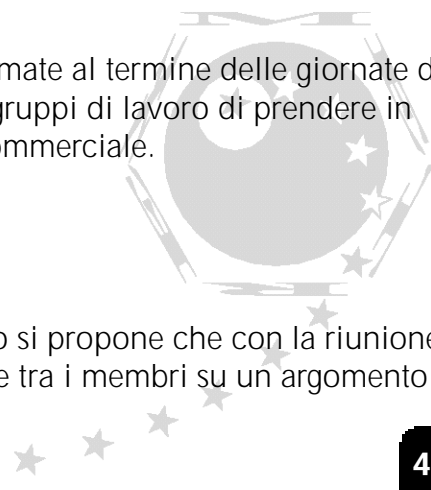 mate al termine delle giornate d
gruppi di lavoro di prendere in
ommerciale.
o si propone che con la riunione
e tra i membri su un argomento
4